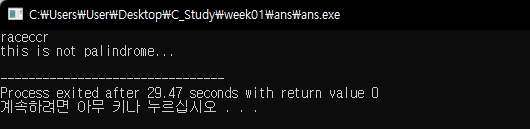 C:₩Users₩User₩Desktop₩C_Study₩week01₩ans₩ans.exe
raceccr
this is not palindrome...
--------------------------------
Process exited after 29.47 seconds with return value 0
계속하려면 아무 키나 누르십시오 . . .